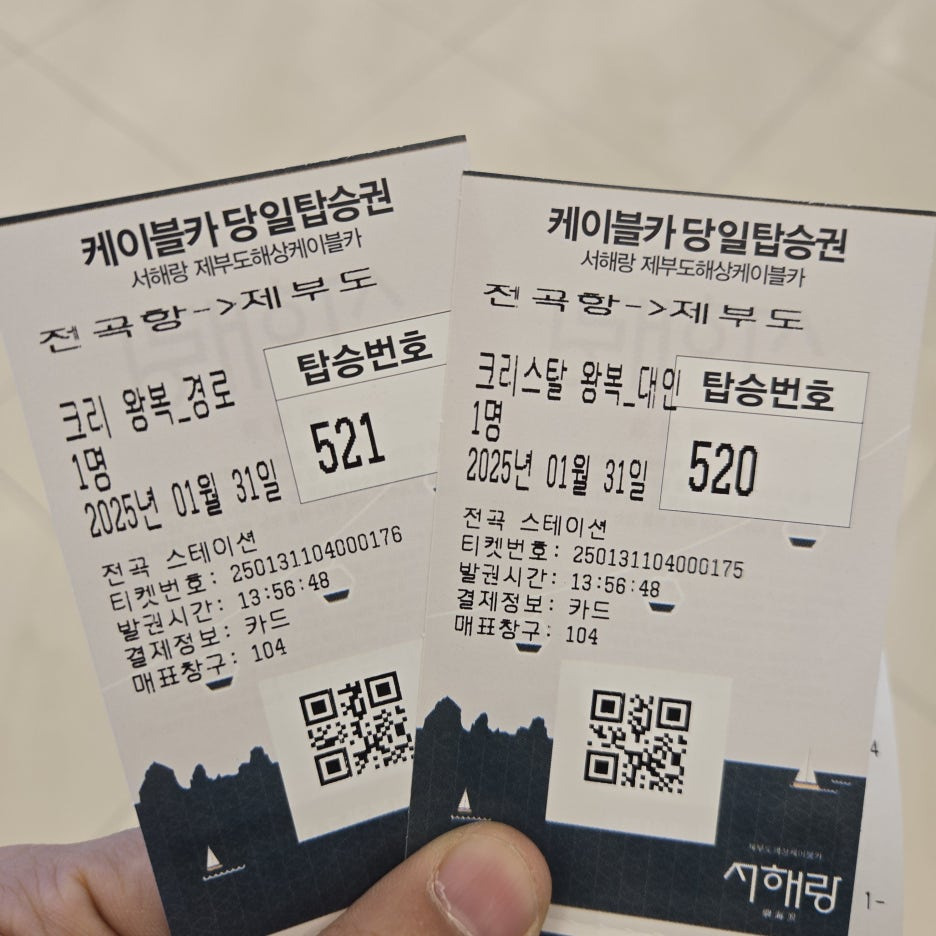 케이블카 당일탑승권
서해랑 제부도해상케이블카
전곡항->제부도
크리 왕복_경로
1명
2025년 01월 31일
탑승번호
521
전곡 스테이션
티켓번호: 250131104000176
발권시간: 13:56:48
결제정보: 카드
매표창구: 104
케이블카 당일탑승권
서해랑 제부도해상케이블카
전곡항->제부도
크리스탈 왕복_대인
1명
2025년 01월 31일
탑승번호
520
전곡 스테이션
티켓번호: 250131104000175
발권시간: 13:56:48
결제정보: 카드
매표창구: 104
제부도해상케이블카
서해랑
4
1-